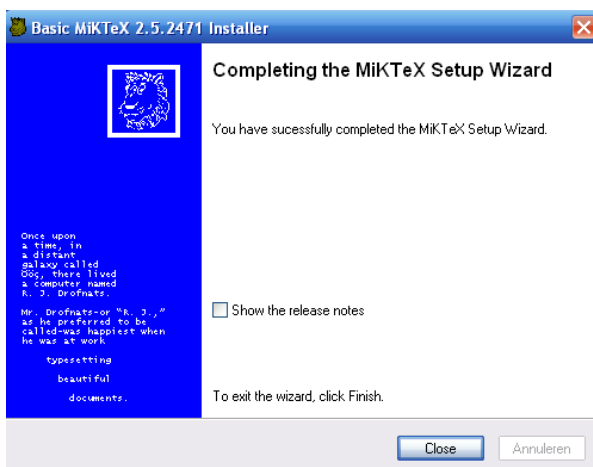 Basic MiKTeX 2.5.2471 Installer
Completing the MiKTeX Setup Wizard
You have sucessfully completed the MiKTeX Setup Wizard.
Once upon
a time, in
a distant
galaxy called
Ööç, there lived
a computer named
R. J. Drofnats.
Mr. Drofnats-or "R. J.,"
as he preferred to be
called-was happiest when
he was at work
typesetting
beautiful
documents.
Show the release notes
To exit the wizard, click Finish.
Close
Annuleren